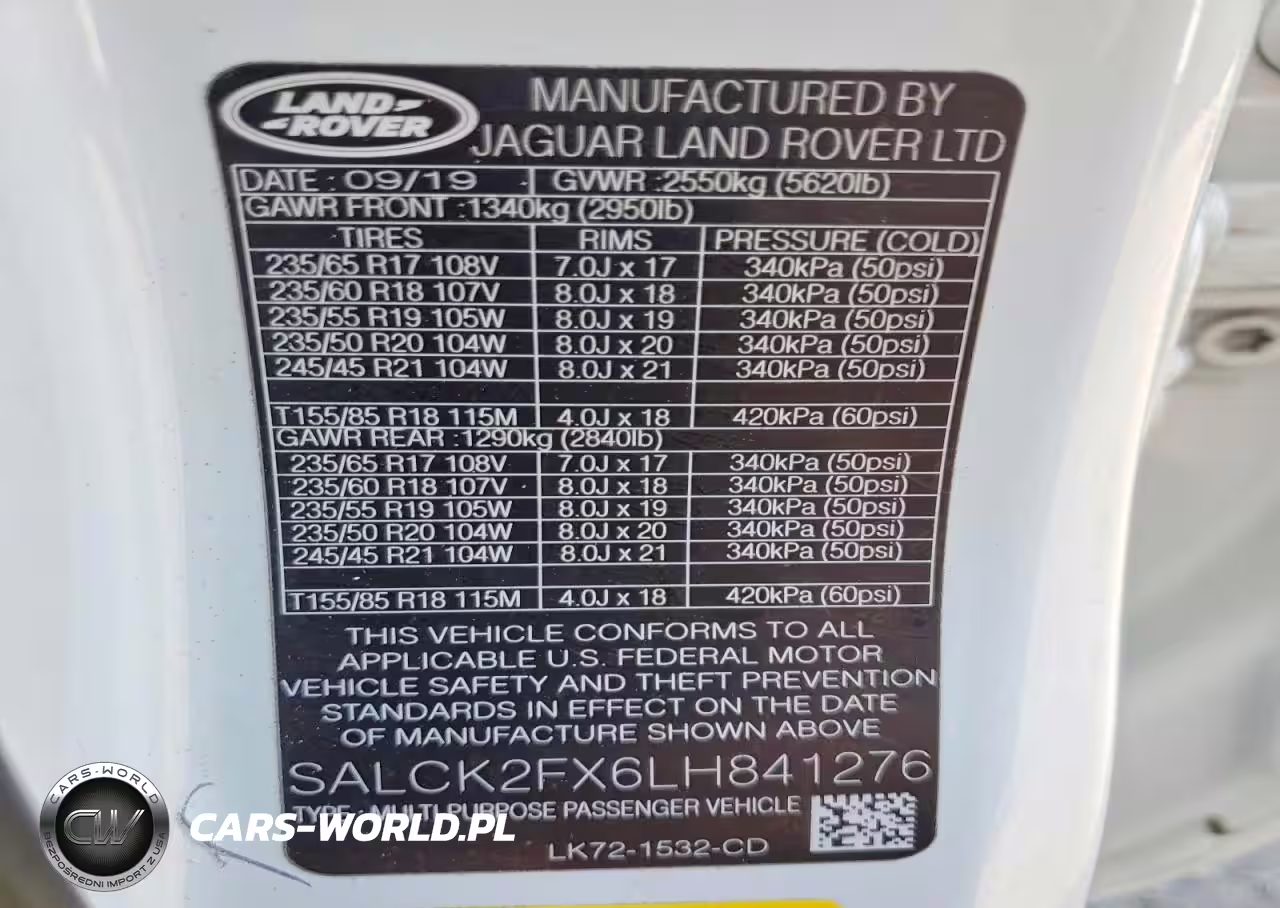 LAND
ROVER
MANUFACTURED BY
JAGUAR LAND ROVER LTD
DATE : 09/19 GVWR :2550kg (5620lb)
GAWR FRONT :1340kg (2950lb)
TIRES RIMS PRESSURE (COLD)
235/65 R17 108V 7.0J x 17 340kPa (50psi)
235/60 R18 107V 8.0J x 18 340kPa (50psi)
235/55 R19 105W 8.0J x 19 340kPa (50psi)
235/50 R20 104W 8.0J x 20 340kPa (50psi)
245/45 R21 104W 8.0J x 21 340kPa (50psi)
T155/85 R18 115M 4.0J x 18 420kPa (60psi)
GAWR REAR :1290kg (2840lb)
235/65 R17 108V 7.0J x 17 340kPa (50psi)
235/60 R18 107V 8.0J x 18 340kPa (50psi)
235/55 R19 105W 8.0J x 19 340kPa (50psi)
235/50 R20 104W 8.0J x 20 340kPa (50psi)
245/45 R21 104W 8.0J x 21 340kPa (50psi)
T155/85 R18 115M 4.0J x 18 420kPa (60psi)
THIS VEHICLE CONFORMS TO ALL
APPLICABLE U.S. FEDERAL MOTOR
VEHICLE SAFETY AND THEFT PREVENTION
STANDARDS IN EFFECT ON THE DATE
OF MANUFACTURE SHOWN ABOVE
SALCK2FX6LH841276
TYPE : MULTI PURPOSE PASSENGER VEHICLE
LK72-1532-CD
CARS-WORLD
CW
BEZPOŚREDNI IMPORT Z USA
CARS-WORLD.PL